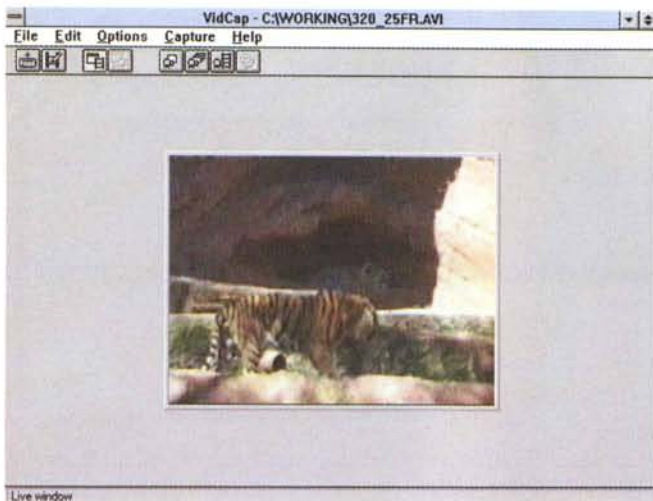 VidCap - C:\WORKING\320_25FR.AVI
File Edit Options Capture Help
Live window